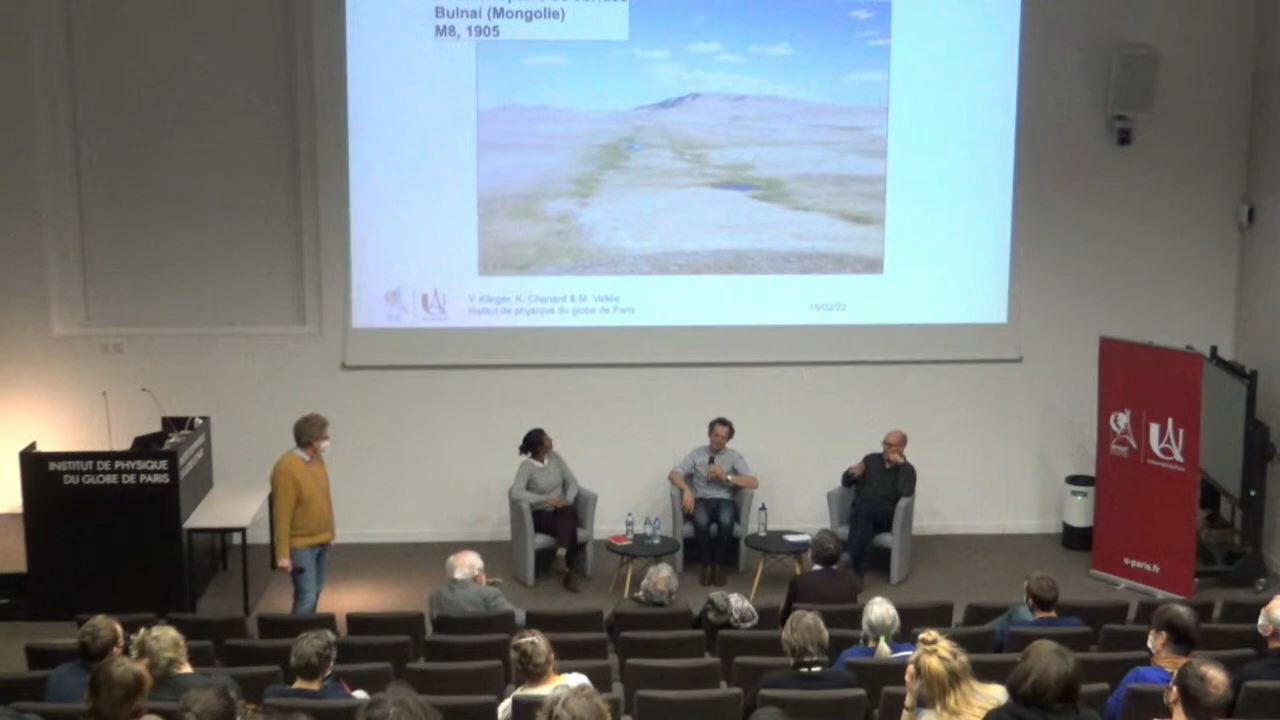 Bulnai (Mongolie)
M8, 1905
Y. Klinger, K. Chanard & M. Vallée
Institut de physique du globe de Paris
15/02/22
INSTITUT DE PHYSIQUE
DU GLOBE DE PARIS
u-paris.fr